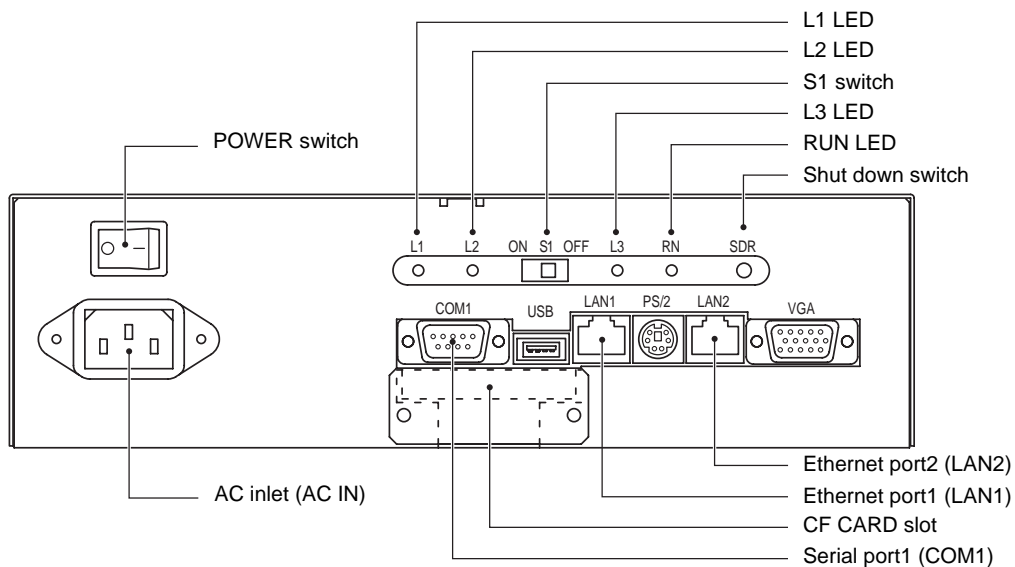 L1 LED
L2 LED
S1 switch
L3 LED
RUN LED
Shut down switch
POWER switch
L1 L2 ON S1 OFF L3 RN SDR
COM1 USB LAN1 PS/2 LAN2 VGA
AC inlet (AC IN)
Ethernet port2 (LAN2)
Ethernet port1 (LAN1)
CF CARD slot
Serial port1 (COM1)